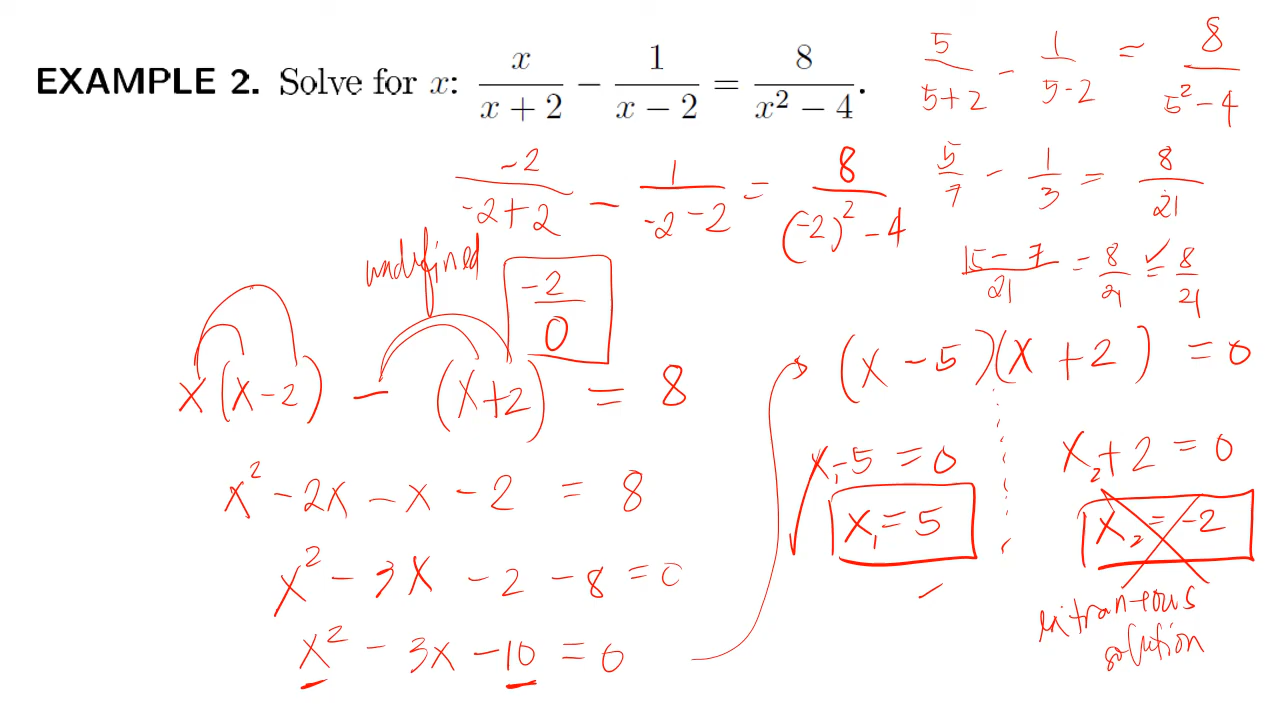 EXAMPLE 2. Solve for x: x/(x + 2) − 1/(x − 2) = 8/(x² − 4).
5/(5+2) - 1/(5-2) = 8/(5² - 4)
5/7 - 1/3 = 8/21
(15 - 7)/21 = 8/21 = 8/21 ✓
-2/(-2+2) - 1/(-2-2) = 8/((-2)² - 4)
undefined
-2/0
x(x-2) - (x+2) = 8
x² - 2x - x - 2 = 8
x² - 3x - 2 - 8 = 0
x² - 3x - 10 = 0
(x - 5)(x + 2) = 0
x₁ - 5 = 0
x₁ = 5
x₂ + 2 = 0
x₂ = -2
extraneous
solution